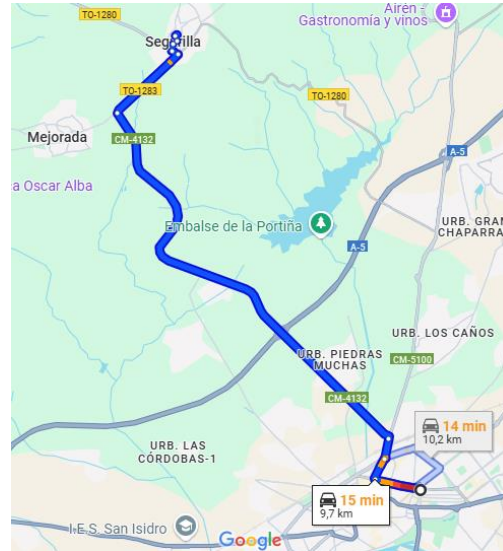 TO-1280
Airén -
Gastronomía y vinos
Segurilla
TO-1283
TO-1280
Mejorada
CM-4132
A-5
a Oscar Alba
URB. GRAN
CHAPARRA
Embalse de la Portiña
A-5
URB. LOS CAÑOS
URB. PIEDRAS
MUCHAS
CM-5100
CM-4132
14 min
10,2 km
URB. LAS
CÓRDOBAS-1
15 min
9,7 km
I.E.S. San Isidro
Google